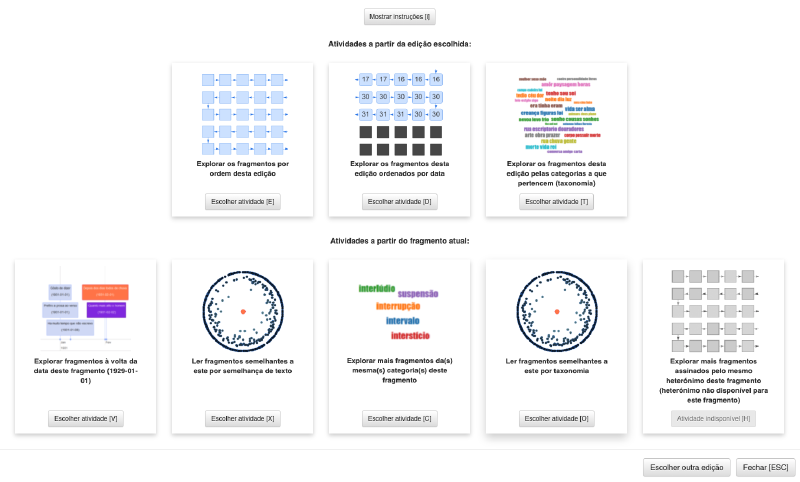 Mostrar instruções [I]
Atividades a partir da edição escolhida:
17 17 16 16 16
30 30 30 30 30
31 31 30 30 30
Explorar os fragmentos por
ordem desta edição
Escolher atividade [E]
Explorar os fragmentos desta
edição ordenados por data
Escolher atividade [D]
Explorar os fragmentos desta
edição pelas categorias a que
pertencem (taxonomia)
Escolher atividade [T]
Atividades a partir do fragmento atual:
Explorar fragmentos à volta da
data deste fragmento (1929-01-
01)
Escolher atividade [V]
Ler fragmentos semelhantes a
este por semelhança de texto
Escolher atividade [X]
interlúdio
suspensão
interrupção
intervalo
interstício
Explorar mais fragmentos da(s)
mesma(s) categoria(s) deste
fragmento
Escolher atividade [C]
Ler fragmentos semelhantes a
este por taxonomia
Escolher atividade [O]
Explorar mais fragmentos
assinados pelo mesmo
heterónimo deste fragmento
(heterónimo não disponível para
este fragmento)
Atividade indisponível [H]
Escolher outra edição
Fechar [ESC]